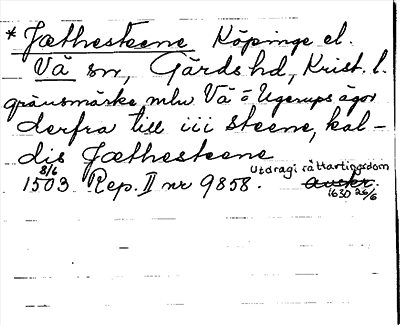 * Jæthesteene Köpinge el.
Vä sn, Gärds hd, Krist. l.
gränsmärke mlw Vä o Ugerups ägor
derfra till iii steene, kal-
dis Jæthesteene
8/6 1503 Rep. II nr 9858. Utdrag i rättartingsdom
1630 26/6